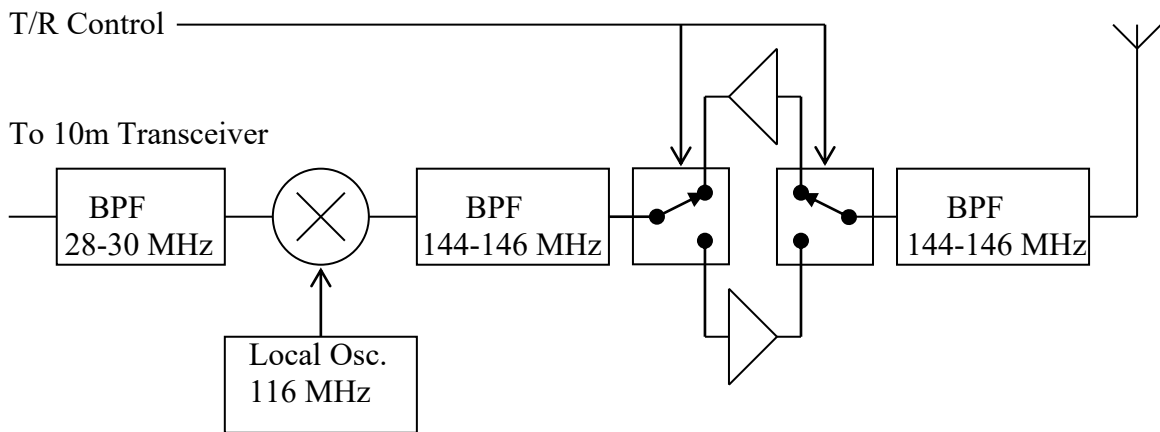 T/R Control
To 10m Transceiver
BPF
28-30 MHz
BPF
144-146 MHz
BPF
144-146 MHz
Local Osc.
116 MHz